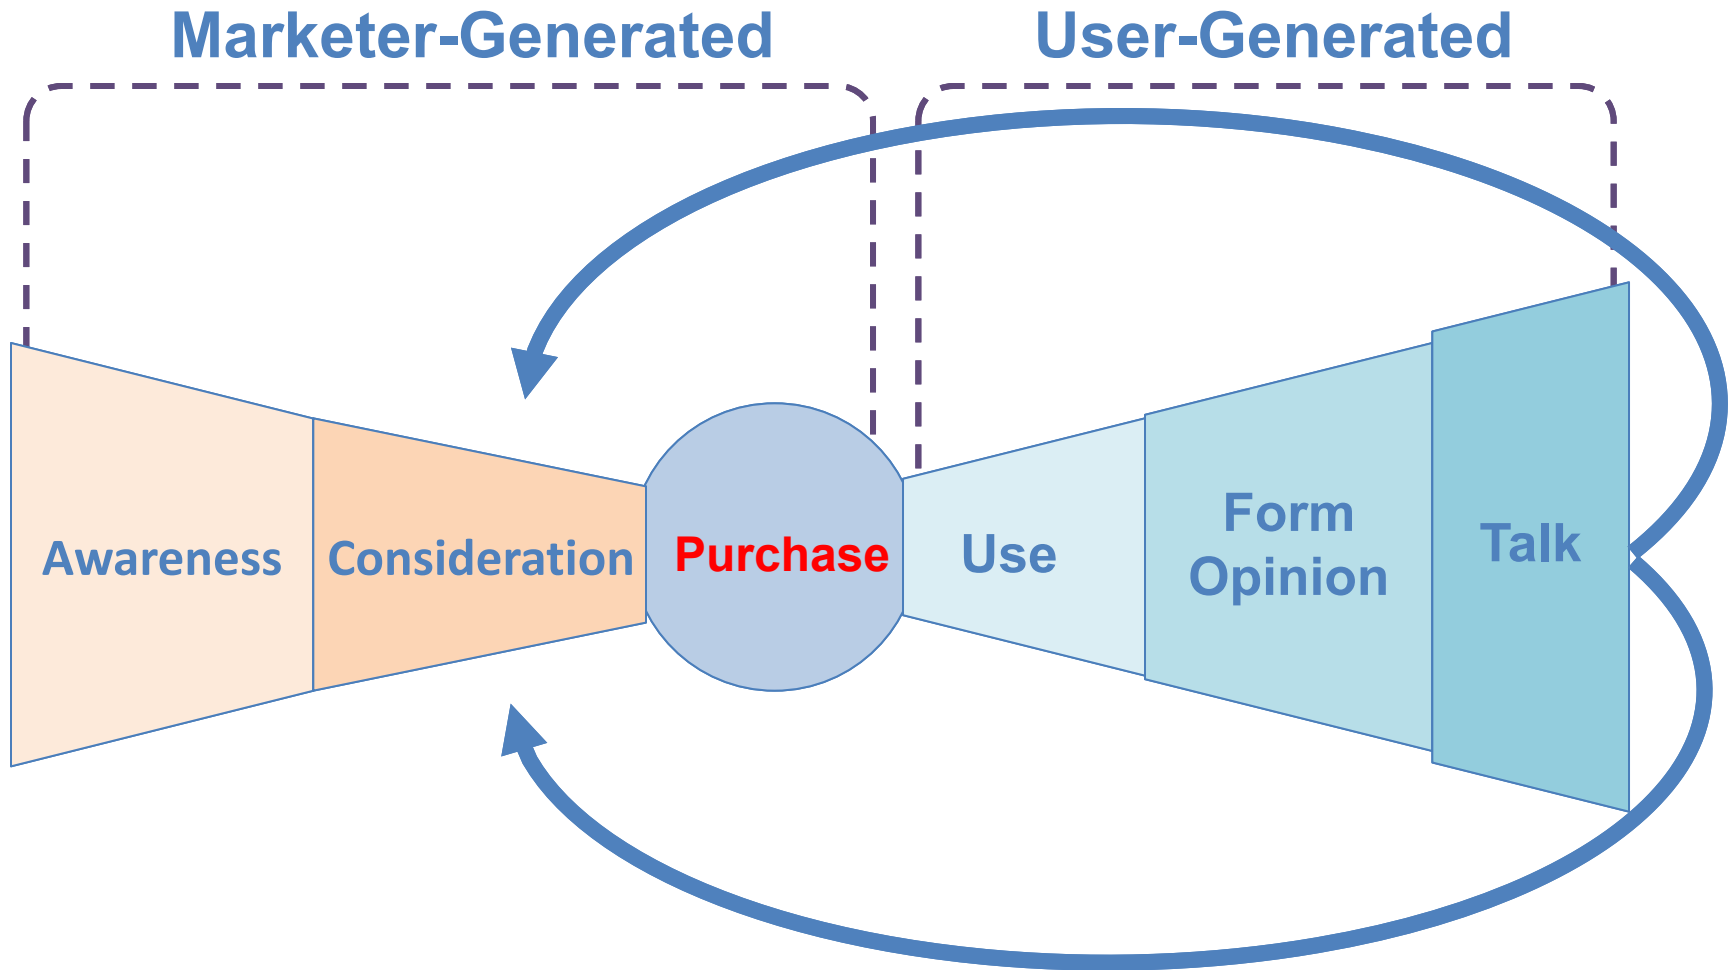 Marketer-Generated
User-Generated
Awareness
Consideration
Purchase
Use
Form
Opinion
Talk